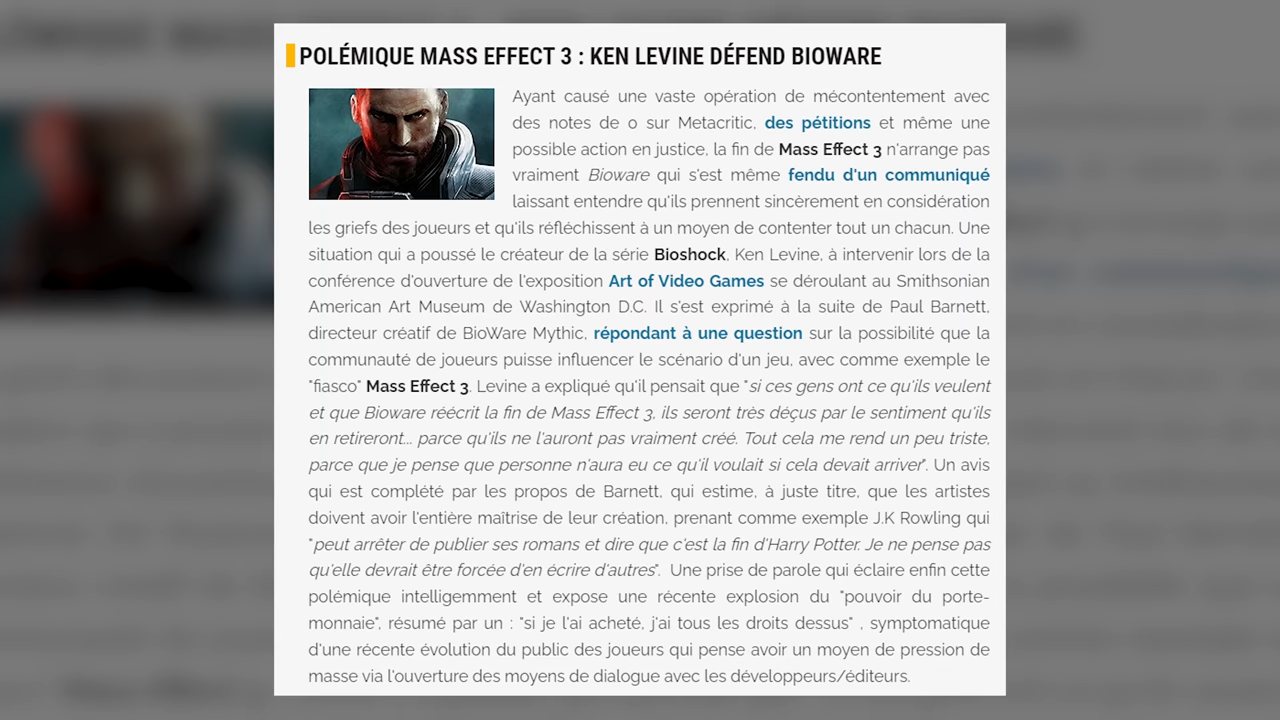 POLÉMIQUE MASS EFFECT 3 : KEN LEVINE DÉFEND BIOWARE
Ayant causé une vaste opération de mécontentement avec
des notes de 0 sur Metacritic, des pétitions et même une
possible action en justice, la fin de Mass Effect 3 n'arrange pas
vraiment Bioware qui s'est même fendu d'un communiqué
laissant entendre qu'ils prennent sincèrement en considération
les griefs des joueurs et qu'ils réfléchissent à un moyen de contenter tout un chacun. Une
situation qui a poussé le créateur de la série Bioshock, Ken Levine, à intervenir lors de la
conférence d'ouverture de l'exposition Art of Video Games se déroulant au Smithsonian
American Art Museum de Washington D.C. Il s'est exprimé à la suite de Paul Barnett,
directeur créatif de BioWare Mythic, répondant à une question sur la possibilité que la
communauté de joueurs puisse influencer le scénario d'un jeu, avec comme exemple le
"fiasco" Mass Effect 3. Levine a expliqué qu'il pensait que "si ces gens ont ce qu'ils veulent
et que Bioware réécrit la fin de Mass Effect 3, ils seront très déçus par le sentiment qu'ils
en retireront... parce qu'ils ne l'auront pas vraiment créé. Tout cela me rend un peu triste,
parce que je pense que personne n'aura eu ce qu'il voulait si cela devait arriver". Un avis
qui est complété par les propos de Barnett, qui estime, à juste titre, que les artistes
doivent avoir l'entière maîtrise de leur création, prenant comme exemple J.K Rowling qui
"peut arrêter de publier ses romans et dire que c'est la fin d'Harry Potter. Je ne pense pas
qu'elle devrait être forcée d'en écrire d'autres". Une prise de parole qui éclaire enfin cette
polémique intelligemment et expose une récente explosion du "pouvoir du porte-
monnaie", résumé par un : "si je l'ai acheté, j'ai tous les droits dessus" , symptomatique
d'une récente évolution du public des joueurs qui pense avoir un moyen de pression de
masse via l'ouverture des moyens de dialogue avec les développeurs/éditeurs.